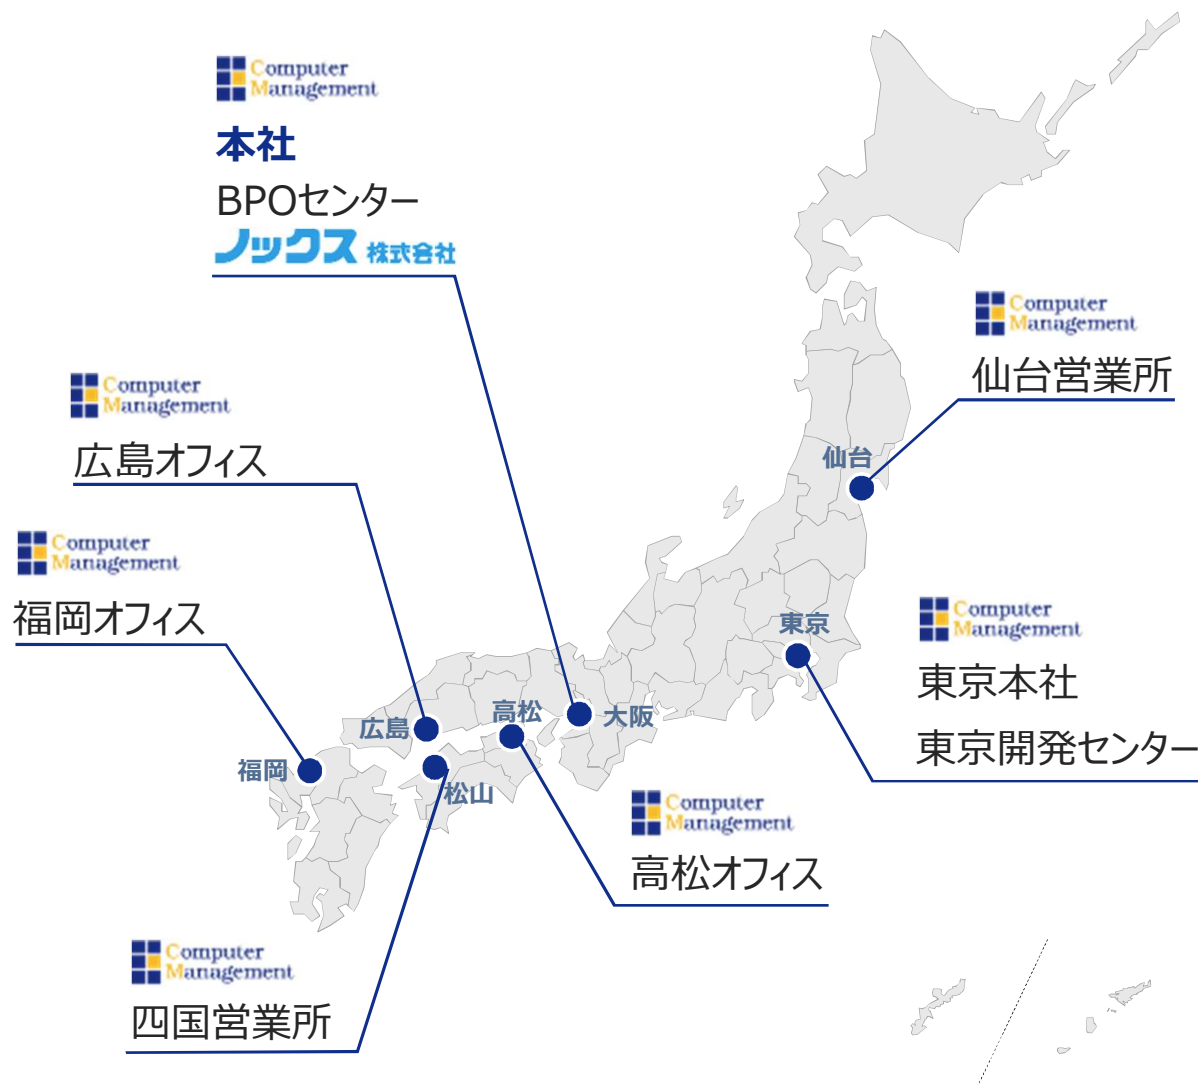 Computer
Management
本社
BPOセンター
ノックス 株式会社
Computer
Management
仙台営業所
Computer
Management
広島オフィス
仙台
Computer
Management
福岡オフィス
Computer
Management
東京
東京本社
東京開発センター
高松
大阪
広島
福岡
松山
Computer
Management
高松オフィス
Computer
Management
四国営業所